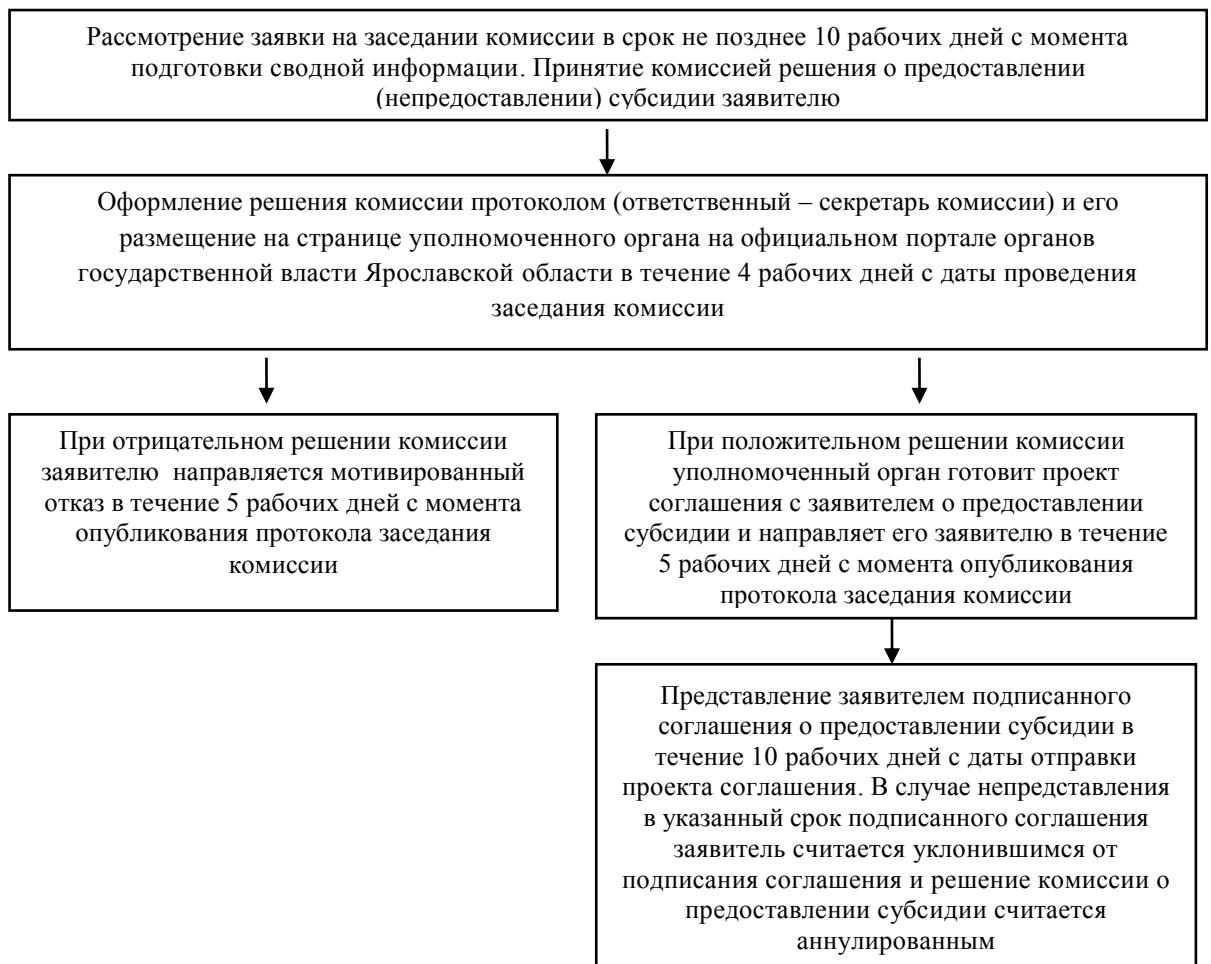 Рассмотрение заявки на заседании комиссии в срок не позднее 10 рабочих дней с момента
подготовки сводной информации. Принятие комиссией решения о предоставлении
(непредоставлении) субсидии заявителю
Оформление решения комиссии протоколом (ответственный – секретарь комиссии) и его
размещение на странице уполномоченного органа на официальном портале органов
государственной власти Ярославской области в течение 4 рабочих дней с даты проведения
заседания комиссии
При отрицательном решении комиссии
заявителю направляется мотивированный
отказ в течение 5 рабочих дней с момента
опубликования протокола заседания
комиссии
При положительном решении комиссии
уполномоченный орган готовит проект
соглашения с заявителем о предоставлении
субсидии и направляет его заявителю в течение
5 рабочих дней с момента опубликования
протокола заседания комиссии
Представление заявителем подписанного
соглашения о предоставлении субсидии в
течение 10 рабочих дней с даты отправки
проекта соглашения. В случае непредставления
в указанный срок подписанного соглашения
заявитель считается уклонившимся от
подписания соглашения и решение комиссии о
предоставлении субсидии считается
аннулированным